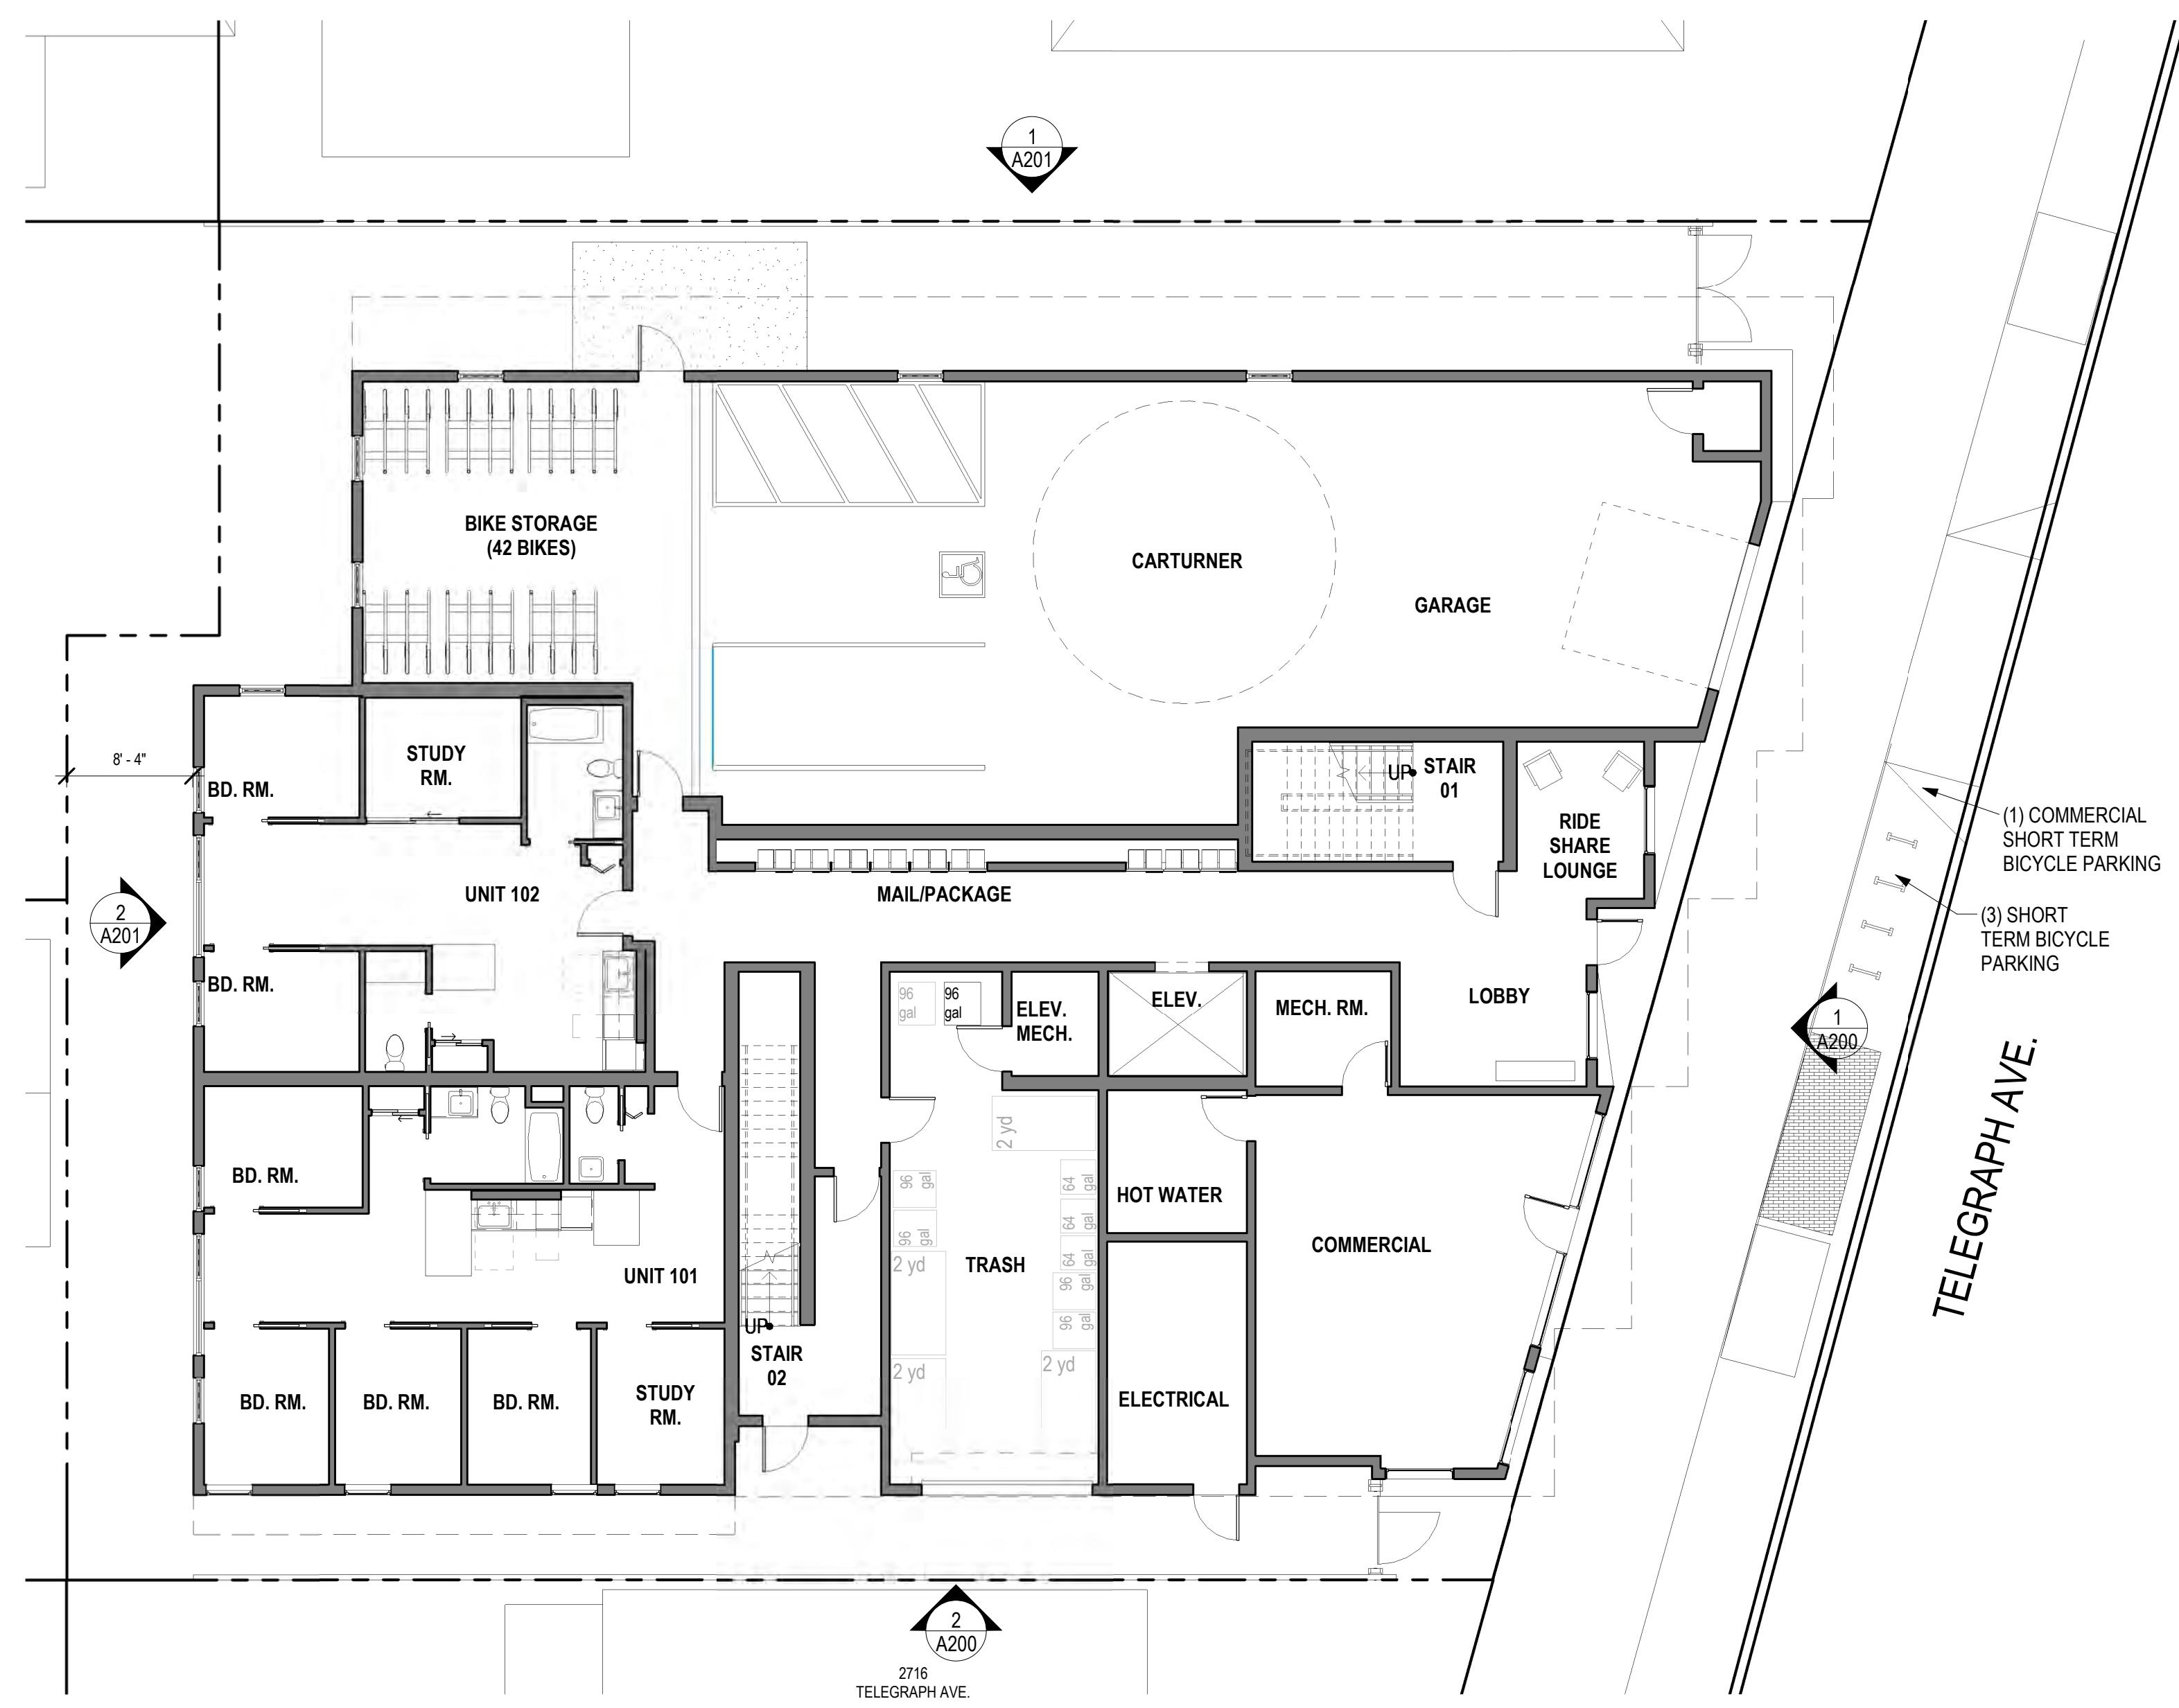 1
A201
BIKE STORAGE
(42 BIKES)
CARTURNER
GARAGE
8' - 4"
BD. RM.
STUDY
RM.
UP
STAIR
01
RIDE
SHARE
LOUNGE
(1) COMMERCIAL
SHORT TERM
BICYCLE PARKING
(3) SHORT
TERM BICYCLE
PARKING
2
A201
UNIT 102
MAIL/PACKAGE
BD. RM.
96
gal
96
gal
ELEV.
MECH.
ELEV.
MECH. RM.
LOBBY
1
A200
TELEGRAPH AVE.
2 yd
BD. RM.
96
gal
64
gal
HOT WATER
96
gal
64
gal
COMMERCIAL
2 yd
TRASH
64
gal
UNIT 101
96
gal
96
gal
UP
STAIR
02
2 yd
2 yd
BD. RM.
BD. RM.
BD. RM.
STUDY
RM.
ELECTRICAL
2
A200
2716
TELEGRAPH AVE.